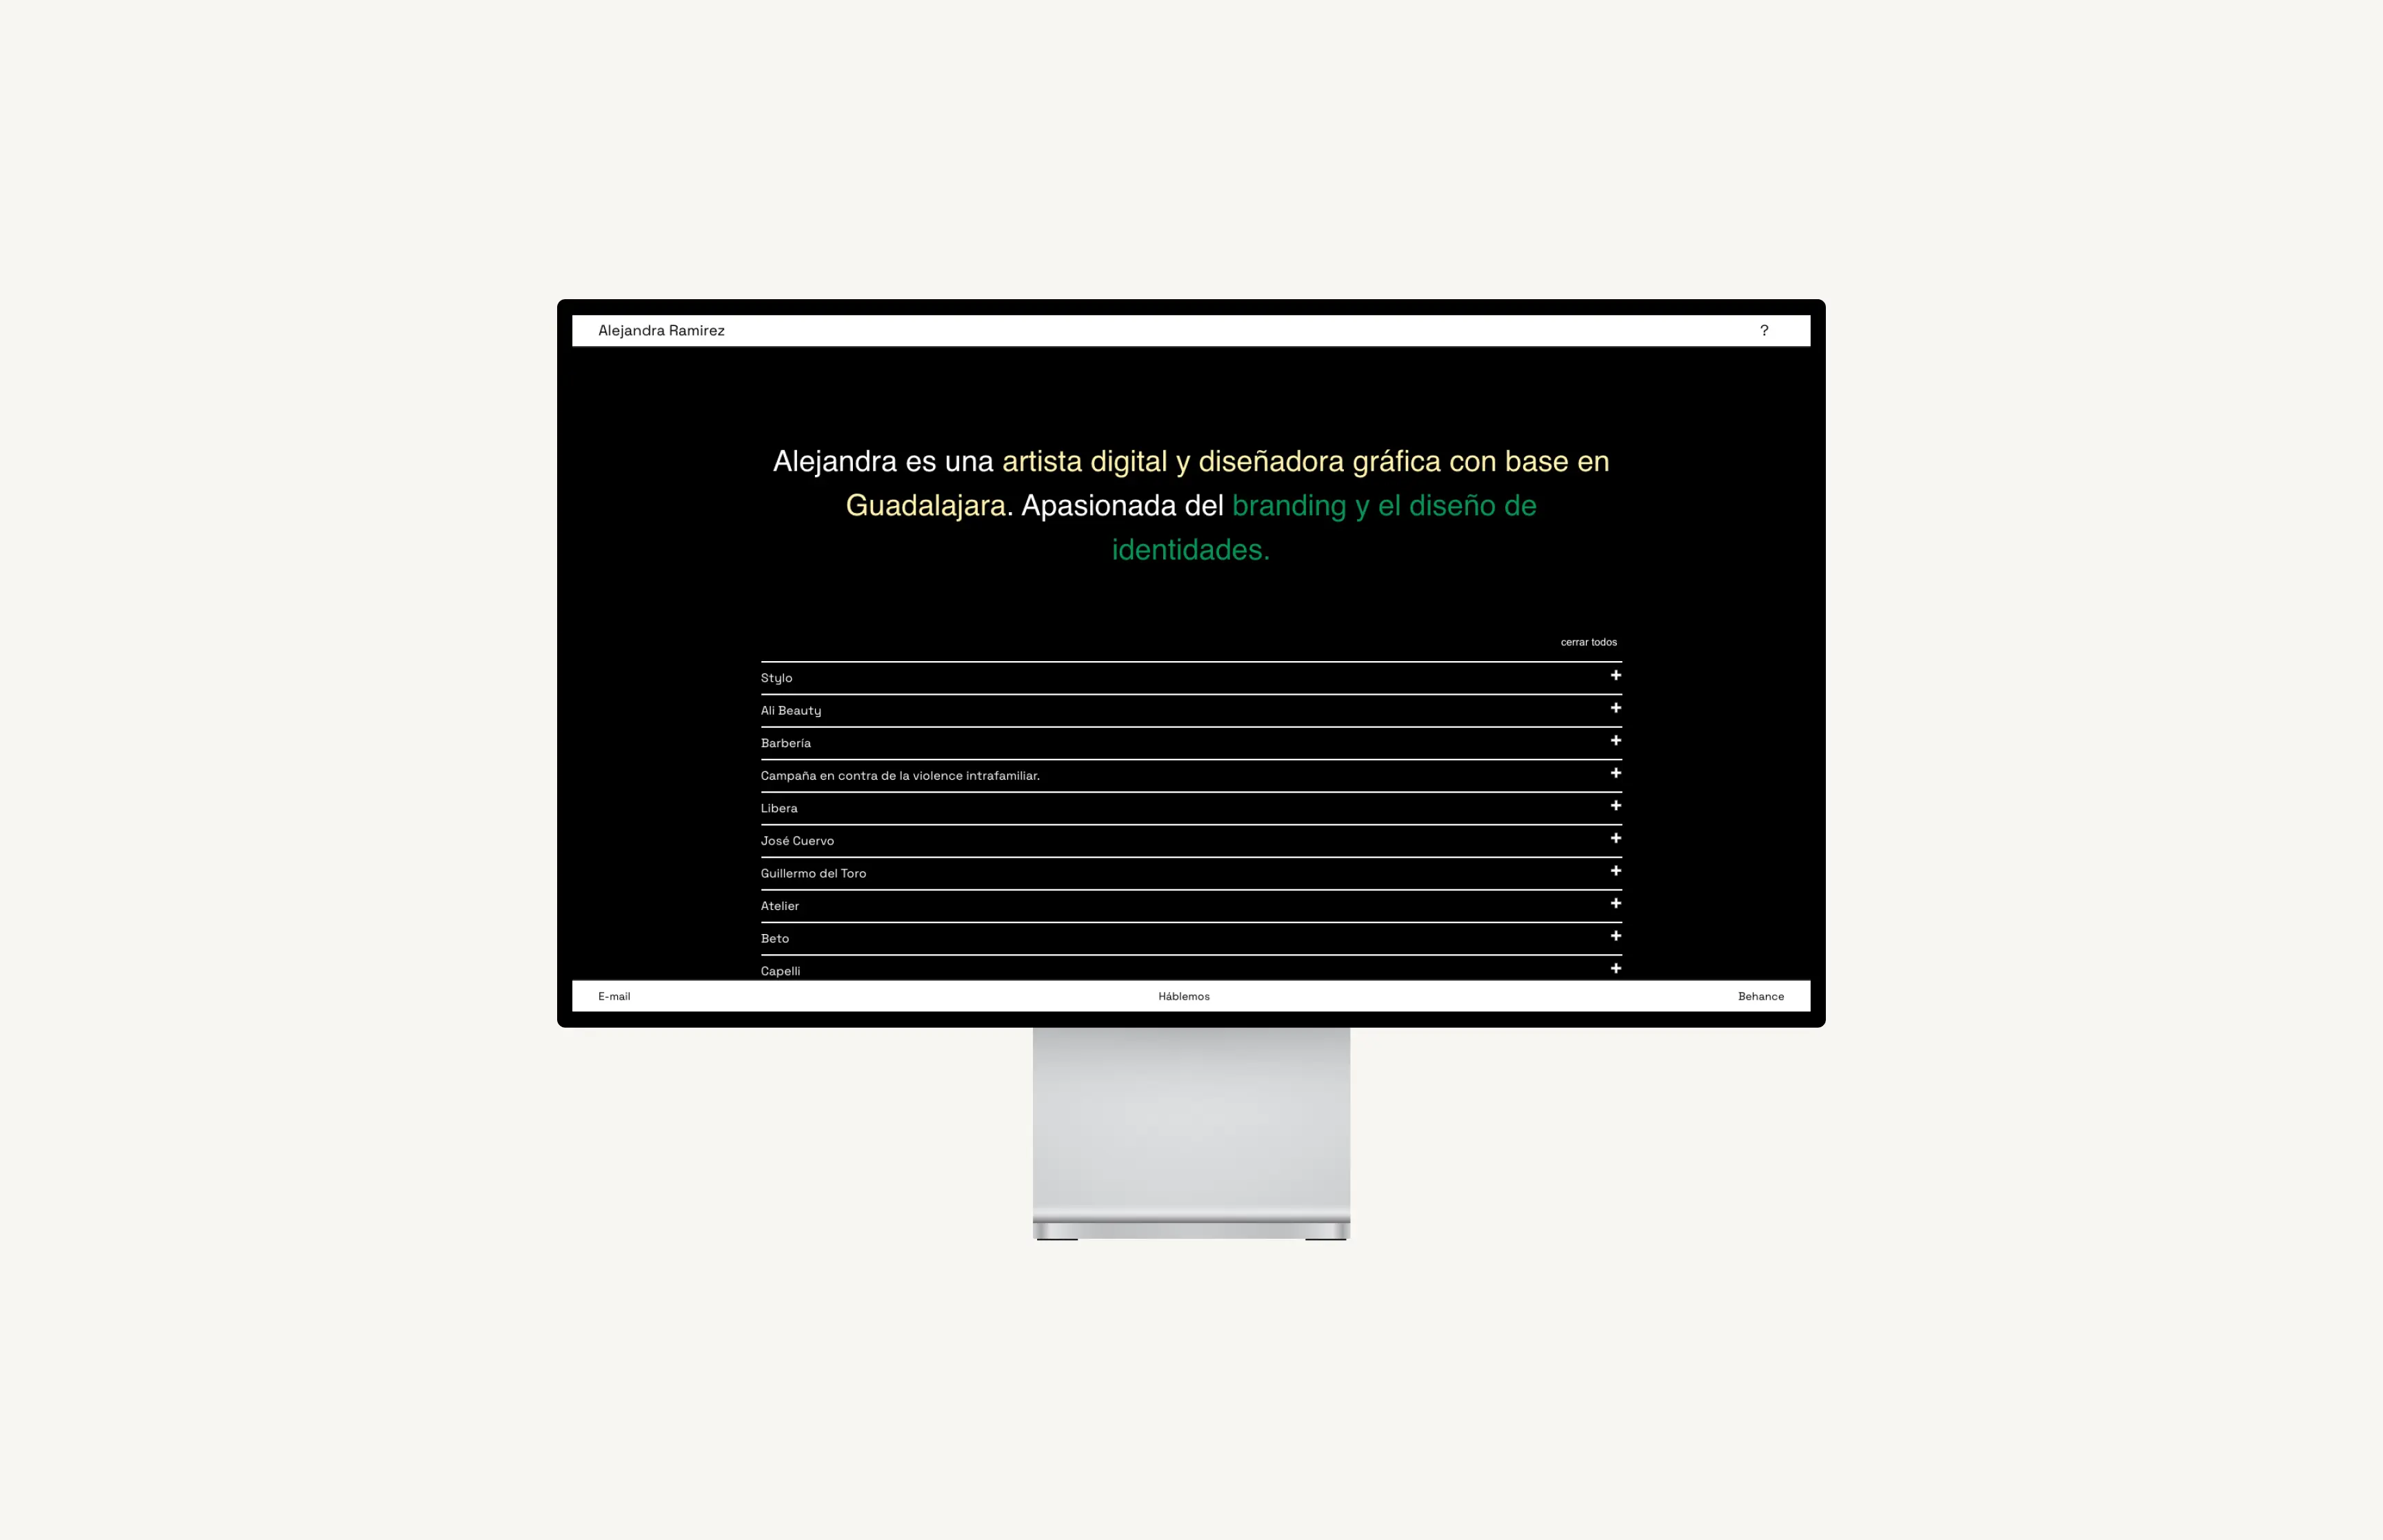 Alejandra Ramirez ?
Alejandra es una artista digital y diseñadora gráfica con base en
Guadalajara. Apasionada del branding y el diseño de
identidades.
cerrar todos
Stylo +
Ali Beauty +
Barbería +
Campaña en contra de la violence intrafamiliar. +
Libera +
José Cuervo +
Guillermo del Toro +
Atelier +
Beto +
Capelli +
E-mail Háblemos Behance